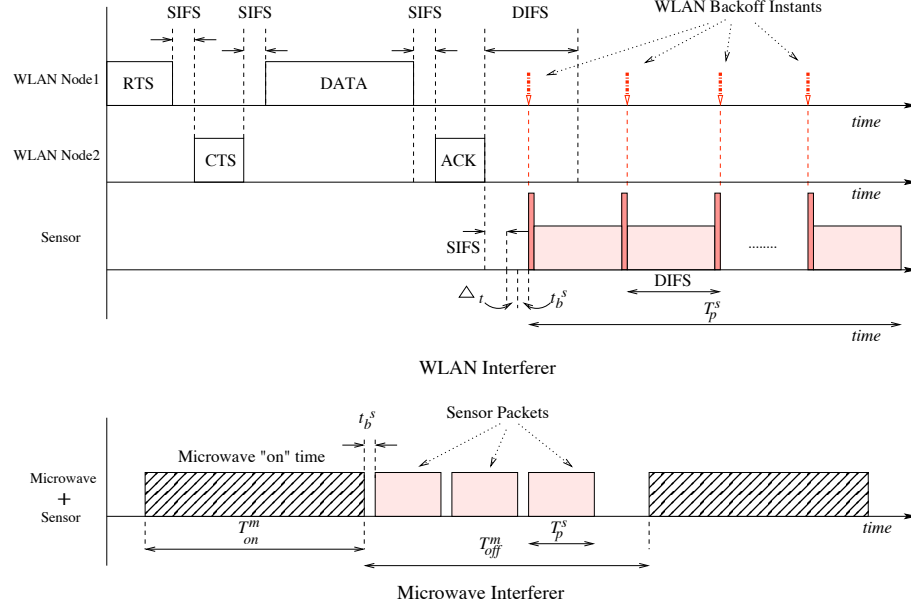 WLAN Backoff Instants
SIFS
SIFS
SIFS
DIFS
WLAN Node1
RTS
DATA
time
WLAN Node2
CTS
ACK
time
Sensor
SIFS
........
DIFS
△ t
t_b^s
T_p^s
time
WLAN Interferer
t_b^s
Sensor Packets
Microwave "on" time
Microwave
+
Sensor
T_on^m
T_off^m
T_p^s
time
Microwave Interferer